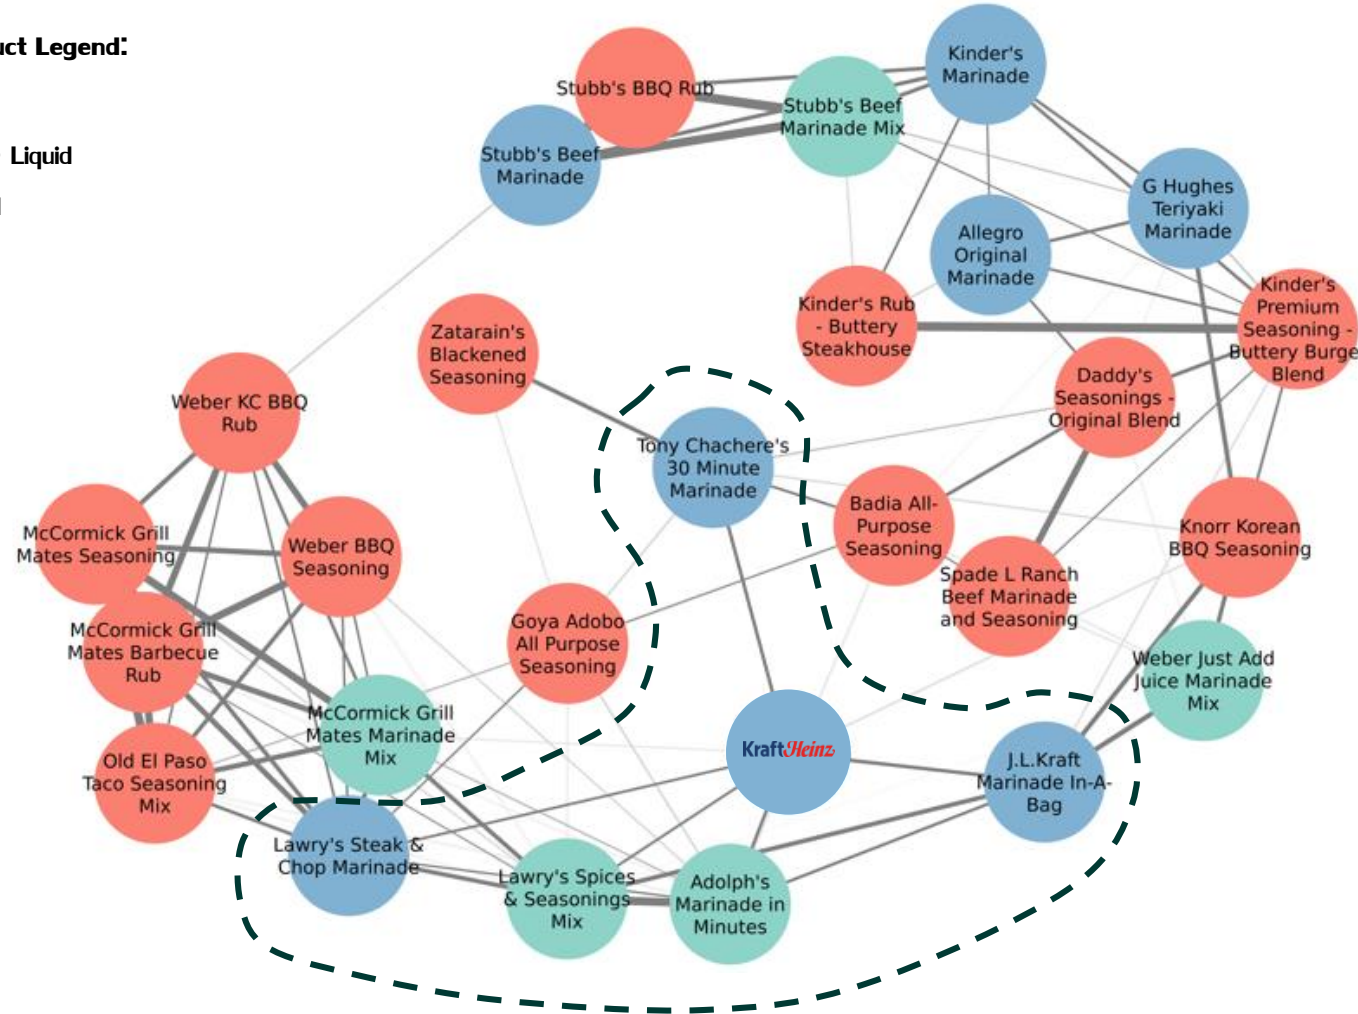 uct Legend:
Liquid
Stubb's BBQ Rub
Stubb's Beef
Marinade
Stubb's Beef
Marinade Mix
Kinder's
Marinade
G Hughes
Teriyaki
Marinade
Allegro
Original
Marinade
Kinder's Rub
- Buttery
Steakhouse
Kinder's
Premium
Seasoning -
Buttery Burge
Blend
Zatarain's
Blackened
Seasoning
Daddy's
Seasonings -
Original Blend
Weber KC BBQ
Rub
Tony Chachere's
30 Minute
Marinade
Badia All-
Purpose
Seasoning
Knorr Korean
BBQ Seasoning
McCormick Grill
Mates Seasoning
Weber BBQ
Seasoning
Spade L Ranch
Beef Marinade
and Seasoning
Goya Adobo
All Purpose
Seasoning
McCormick Grill
Mates Barbecue
Rub
Weber Just Add
Juice Marinade
Mix
McCormick Grill
Mates Marinade
Mix
KraftHeinz
Old El Paso
Taco Seasoning
Mix
J.L.Kraft
Marinade In-A-
Bag
Lawry's Steak &
Chop Marinade
Lawry's Spices
& Seasonings
Mix
Adolph's
Marinade in
Minutes